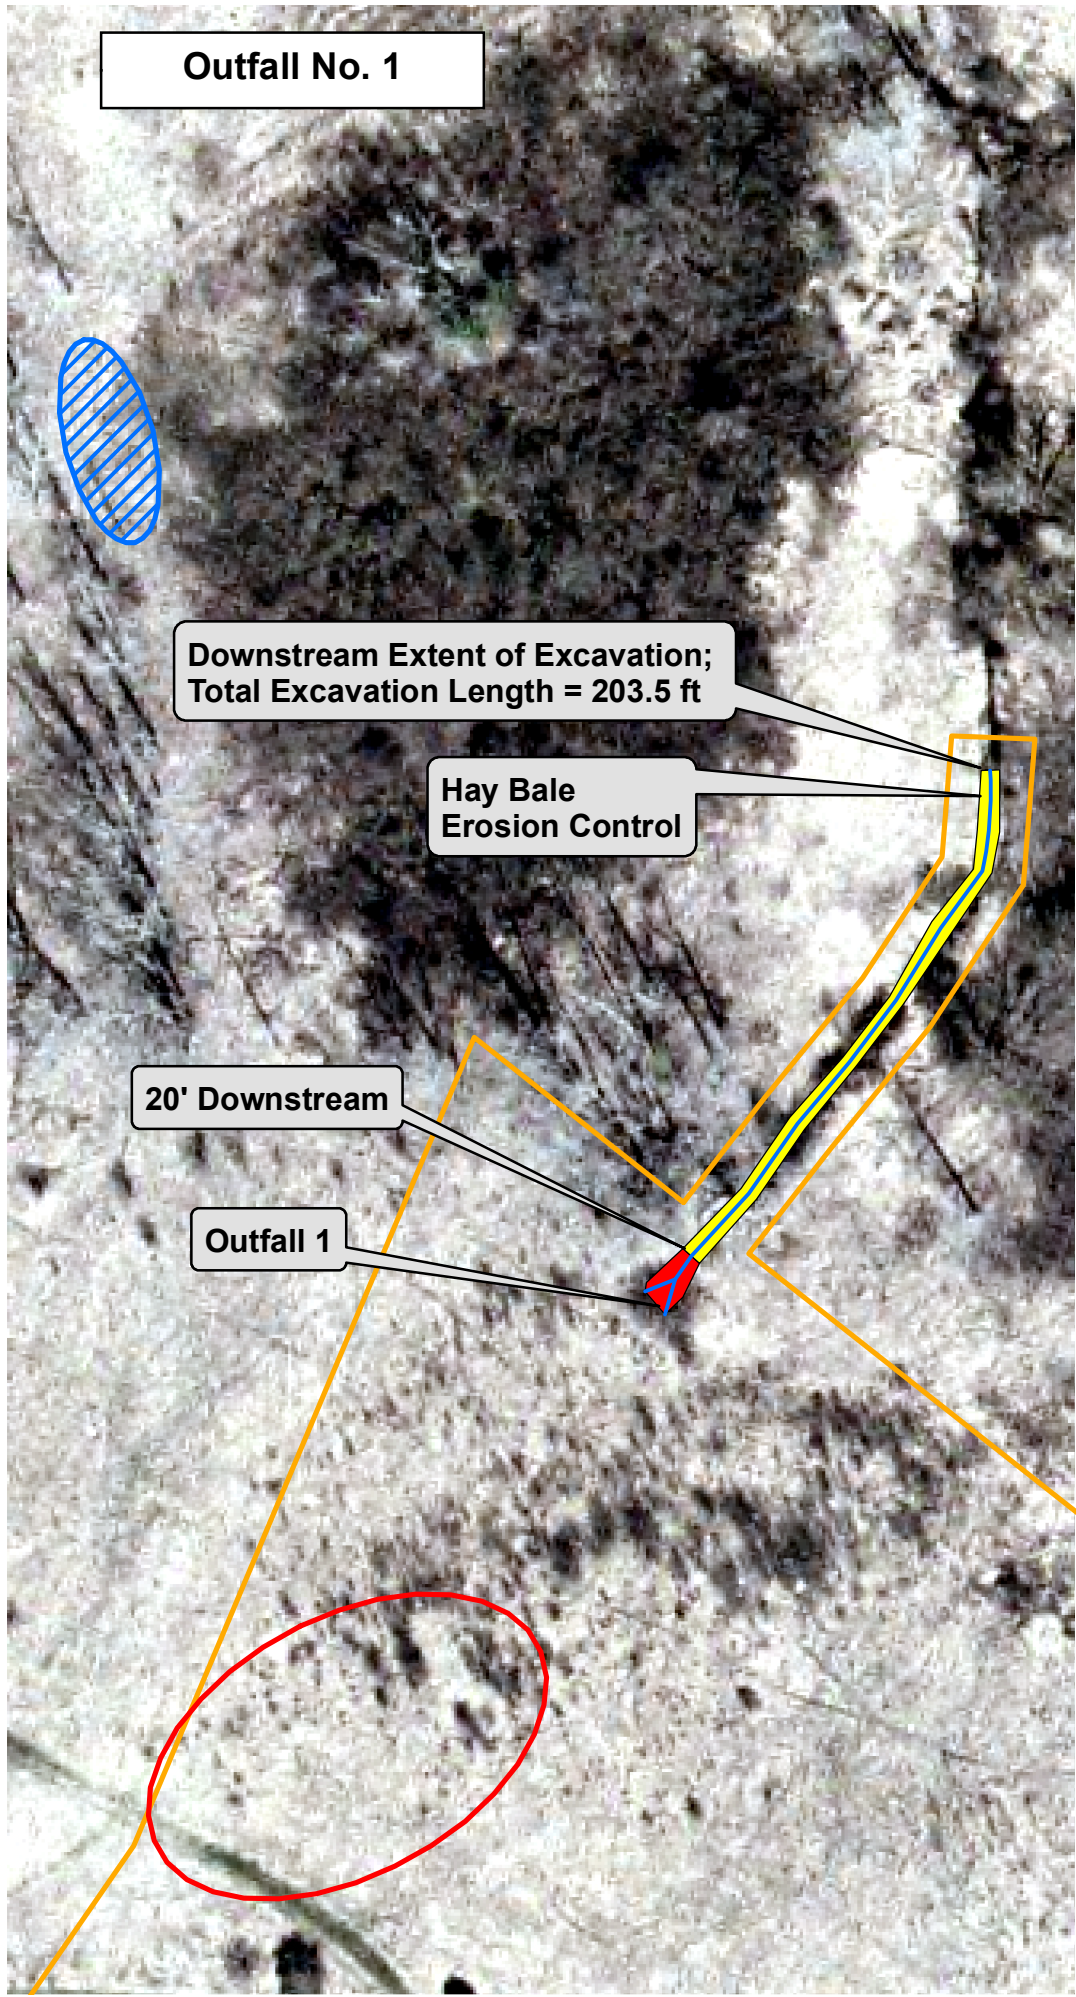 Outfall No. 1
Downstream Extent of Excavation;
Total Excavation Length = 203.5 ft
Hay Bale
Erosion Control
20' Downstream
Outfall 1